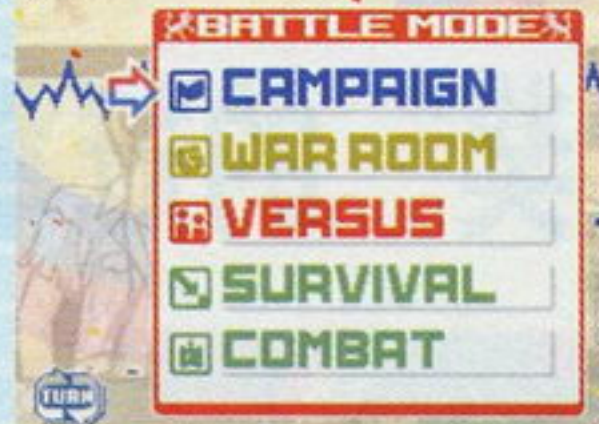 BATTLE MODE
CAMPAIGN
WAR ROOM
VERSUS
SURVIVAL
COMBAT
TURN